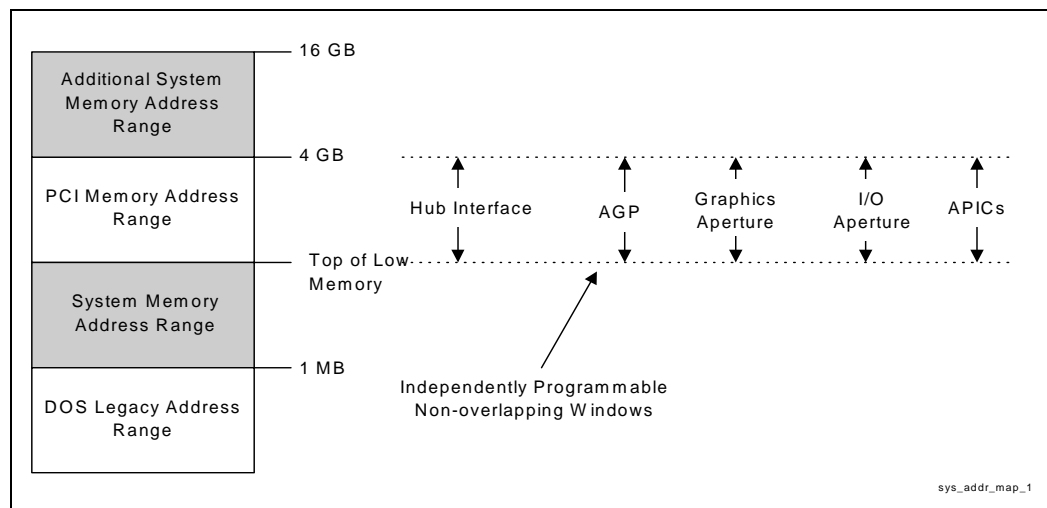 16 GB
Additional System
Memory Address
Range
4 GB
PCI Memory Address
Range
Hub Interface
AGP
Graphics
Aperture
I/O
Aperture
APICs
Top of Low
Memory
System Memory
Address Range
1 MB
DOS Legacy Address
Range
Independently Programmable
Non-overlapping Windows
sys_addr_map_1